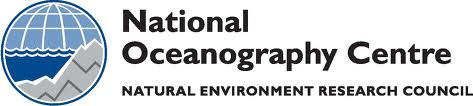 National
Oceanography Centre
NATURAL ENVIRONMENT RESEARCH COUNCIL